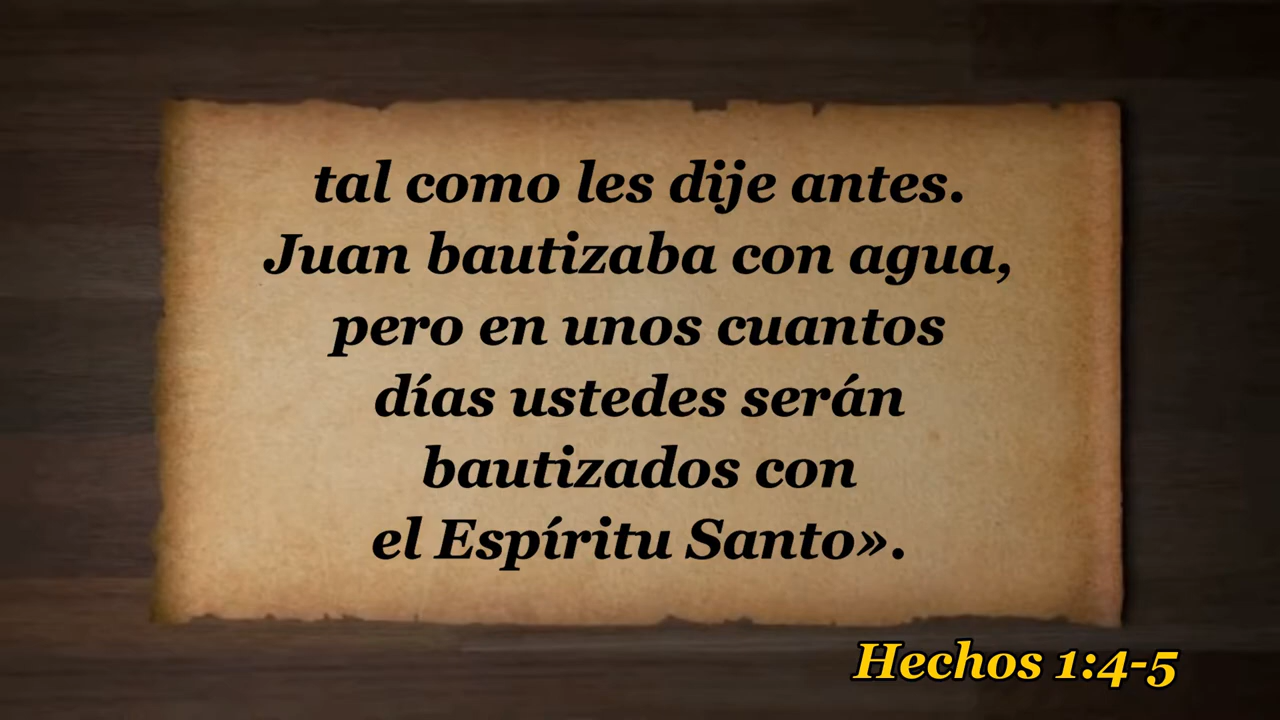 tal como les dije antes.
Juan bautizaba con agua,
pero en unos cuantos
días ustedes serán
bautizados con
el Espíritu Santo».
Hechos 1:4-5